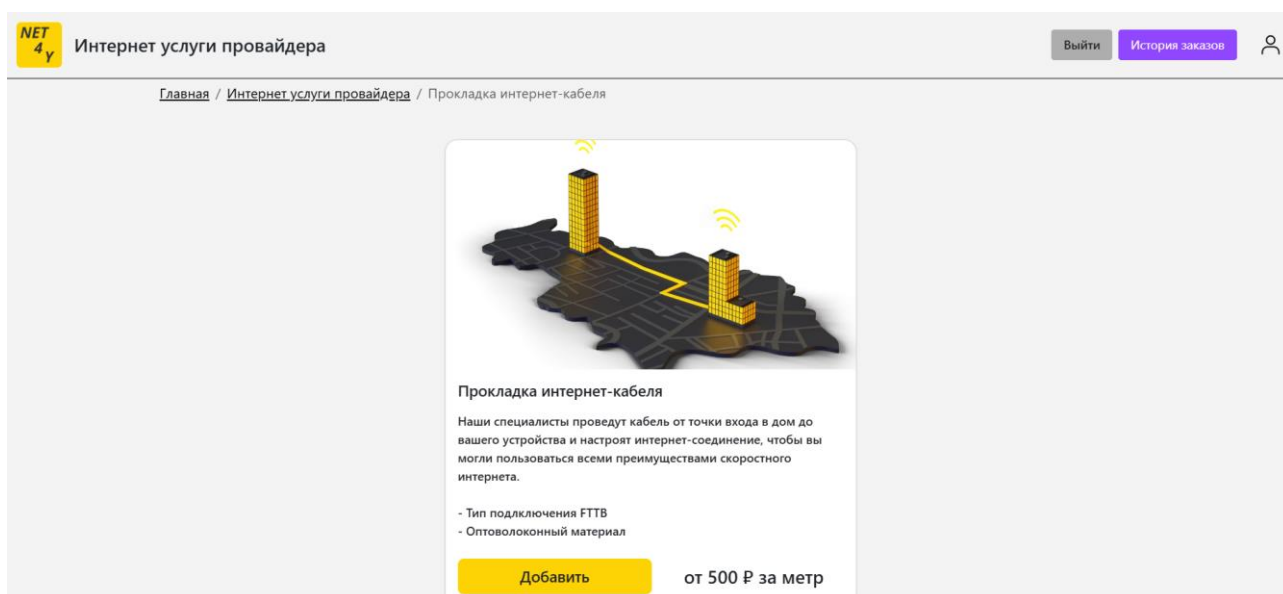 NET
4
Y
Интернет услуги провайдера
Выйти
История заказов
Главная / Интернет услуги провайдера / Прокладка интернет-кабеля
Прокладка интернет-кабеля
Наши специалисты проведут кабель от точки входа в дом до
вашего устройства и настроят интернет-соединение, чтобы вы
могли пользоваться всеми преимуществами скоростного
интернета.
- Тип подлключения FTTB
- Оптоволоконный материал
Добавить
от 500 ₽ за метр